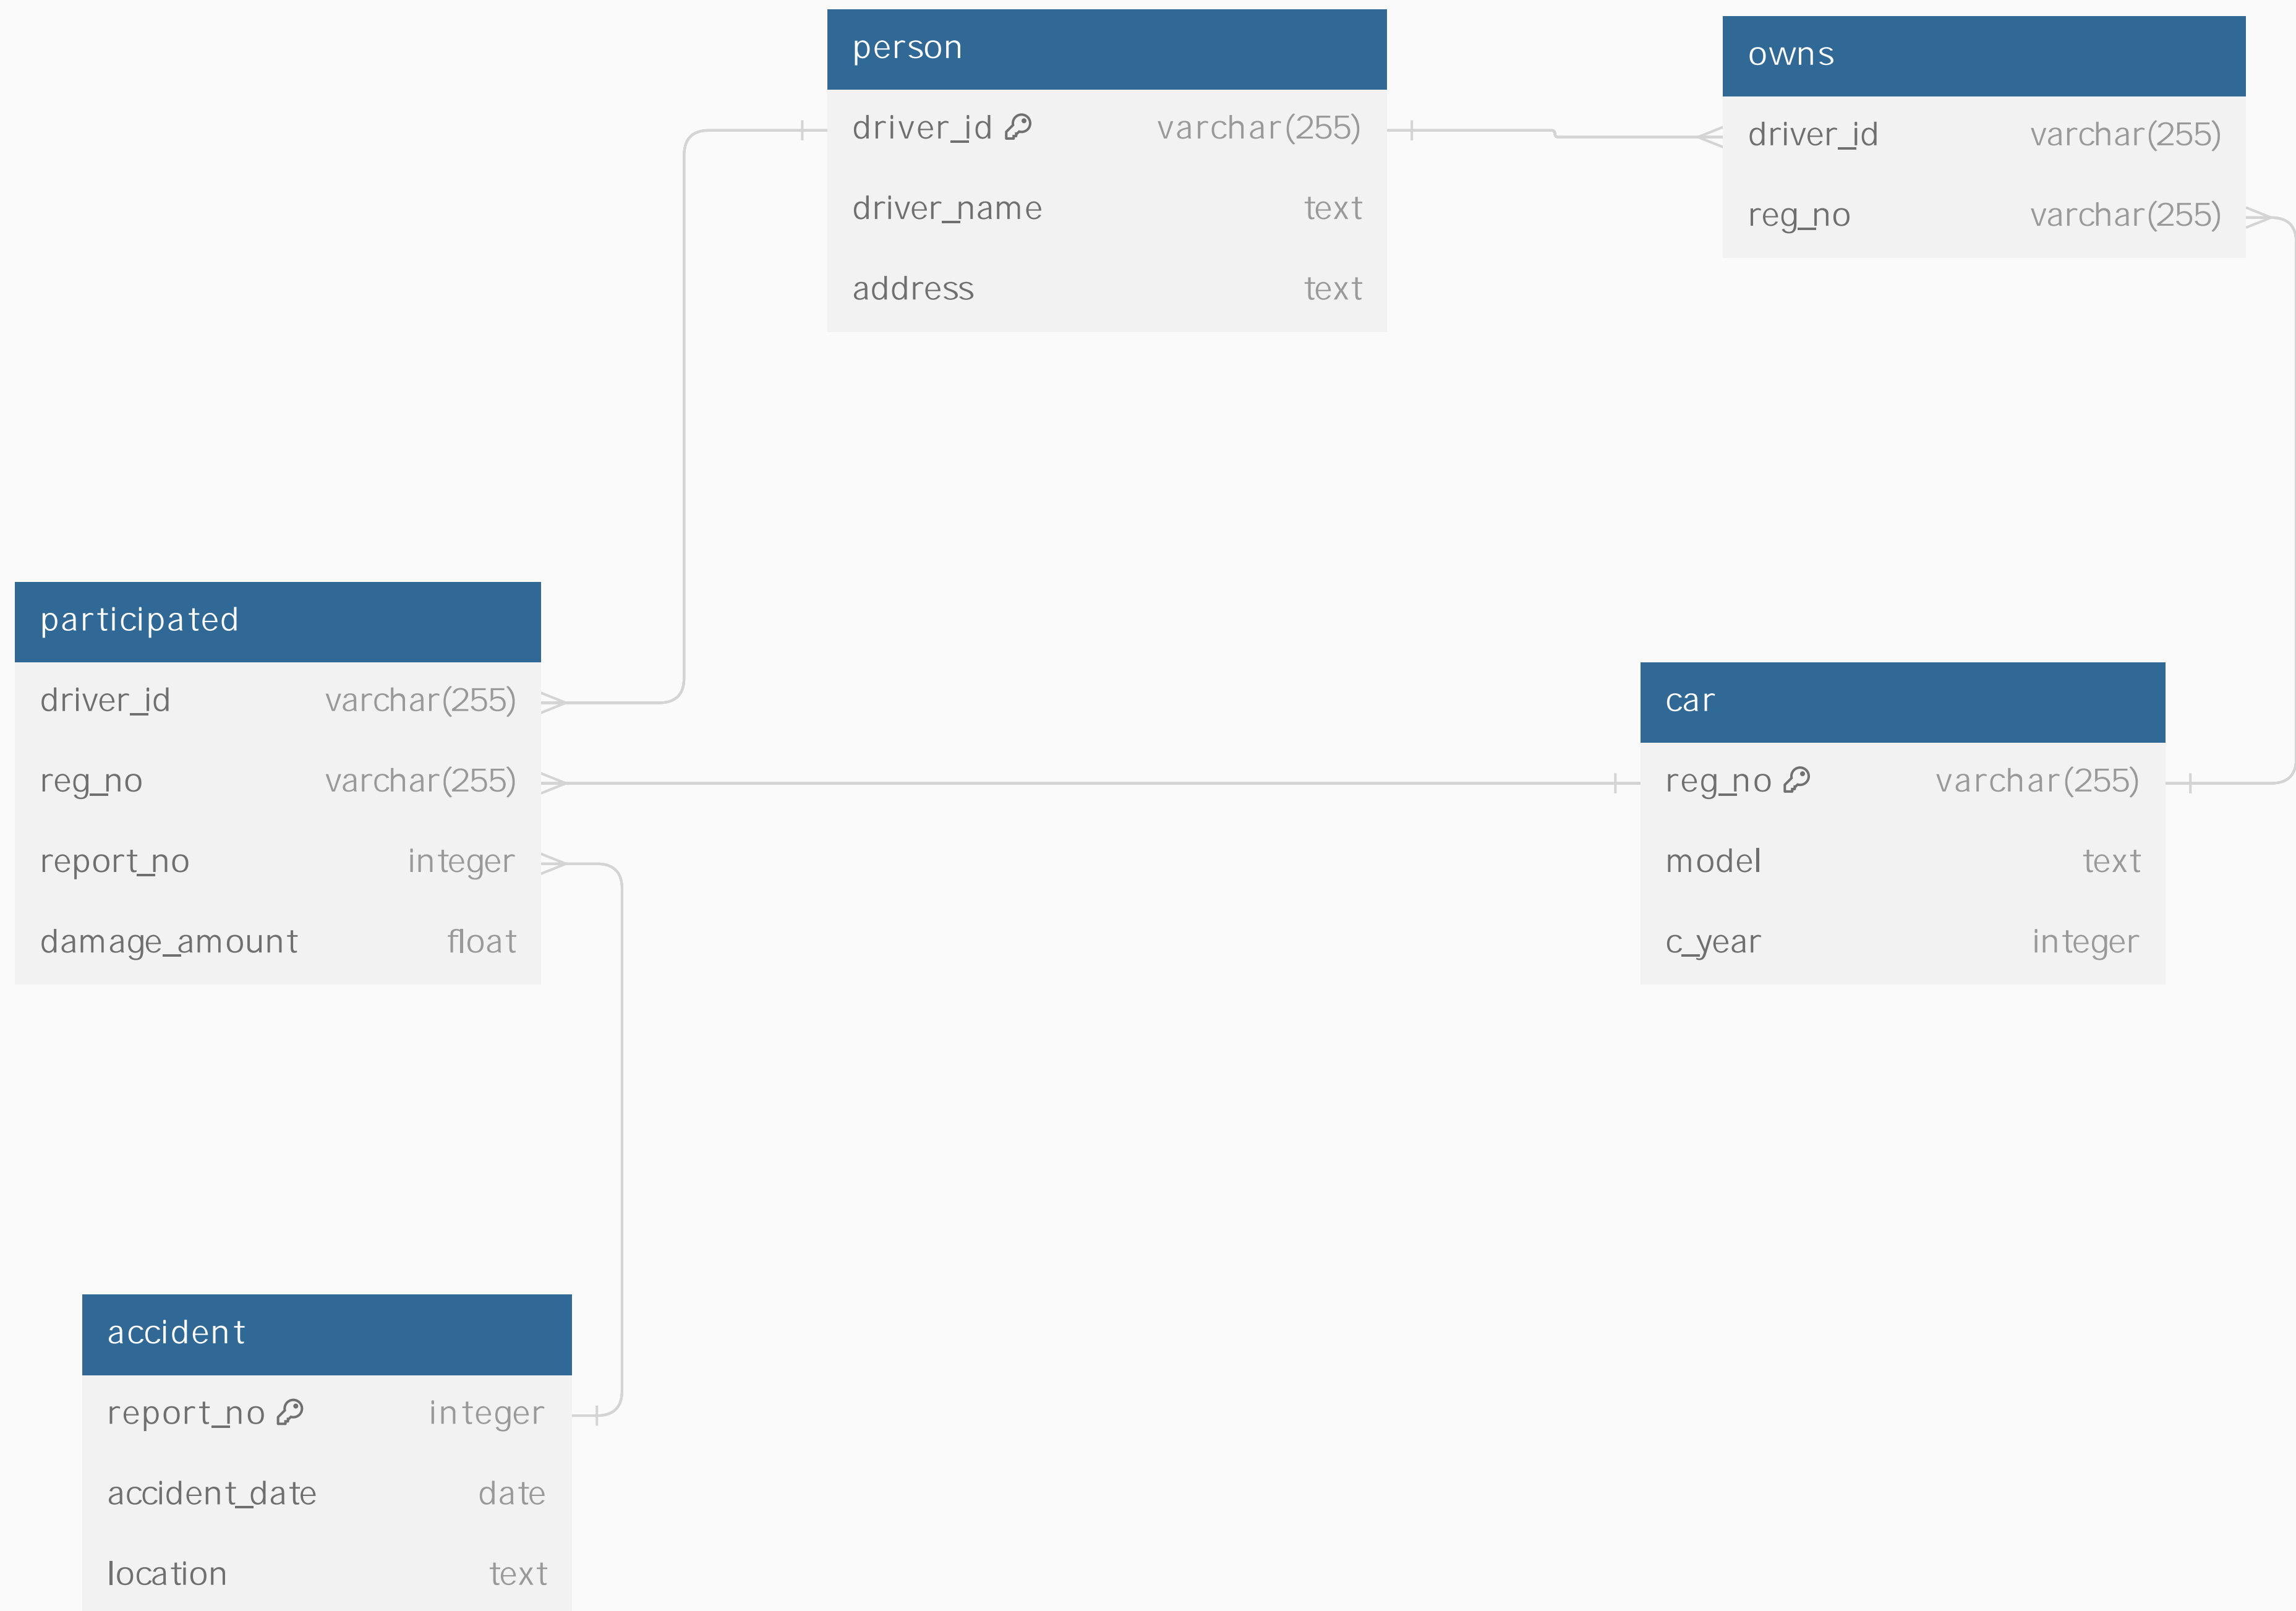 person
driver_id varchar(255)
driver_name text
address text
owns
driver_id varchar(255)
reg_no varchar(255)
participated
driver_id varchar(255)
reg_no varchar(255)
report_no integer
damage_amount float
car
reg_no varchar(255)
model text
c_year integer
accident
report_no integer
accident_date date
location text